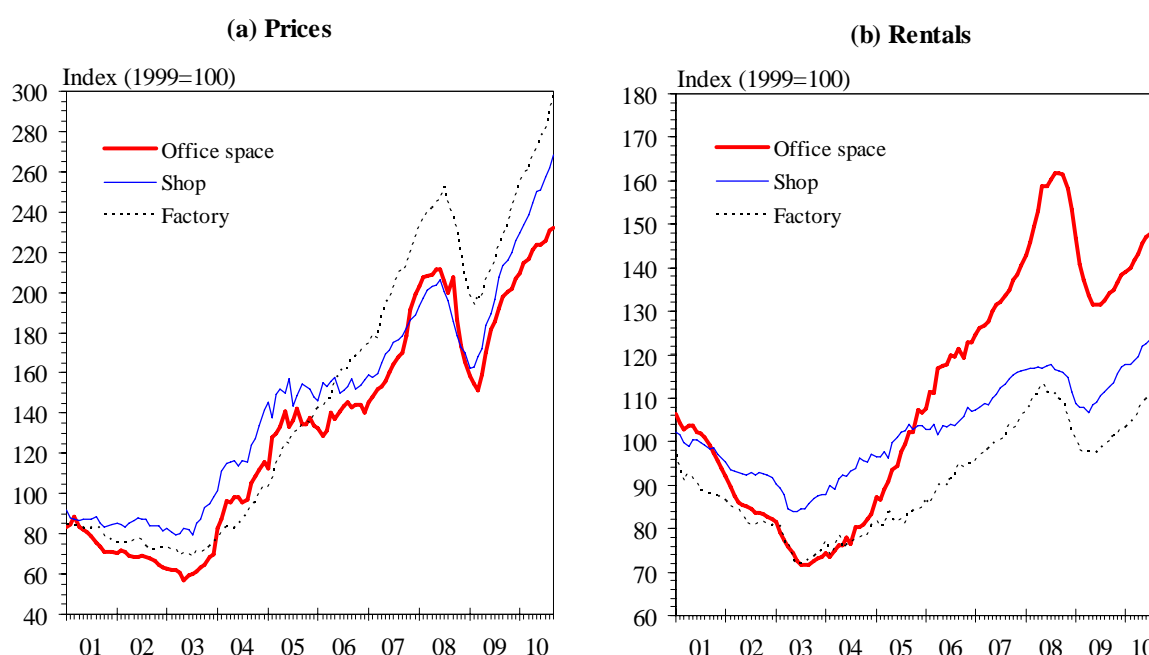 (a) Prices
Index (1999=100)
300
280
260
240
220
200
180
160
140
120
100
80
60
40
Office space
Shop
Factory
01 02 03 04 05 06 07 08 09 10
(b) Rentals
Index (1999=100)
180
170
160
150
140
130
120
110
100
90
80
70
60
Office space
Shop
Factory
01 02 03 04 05 06 07 08 09 10